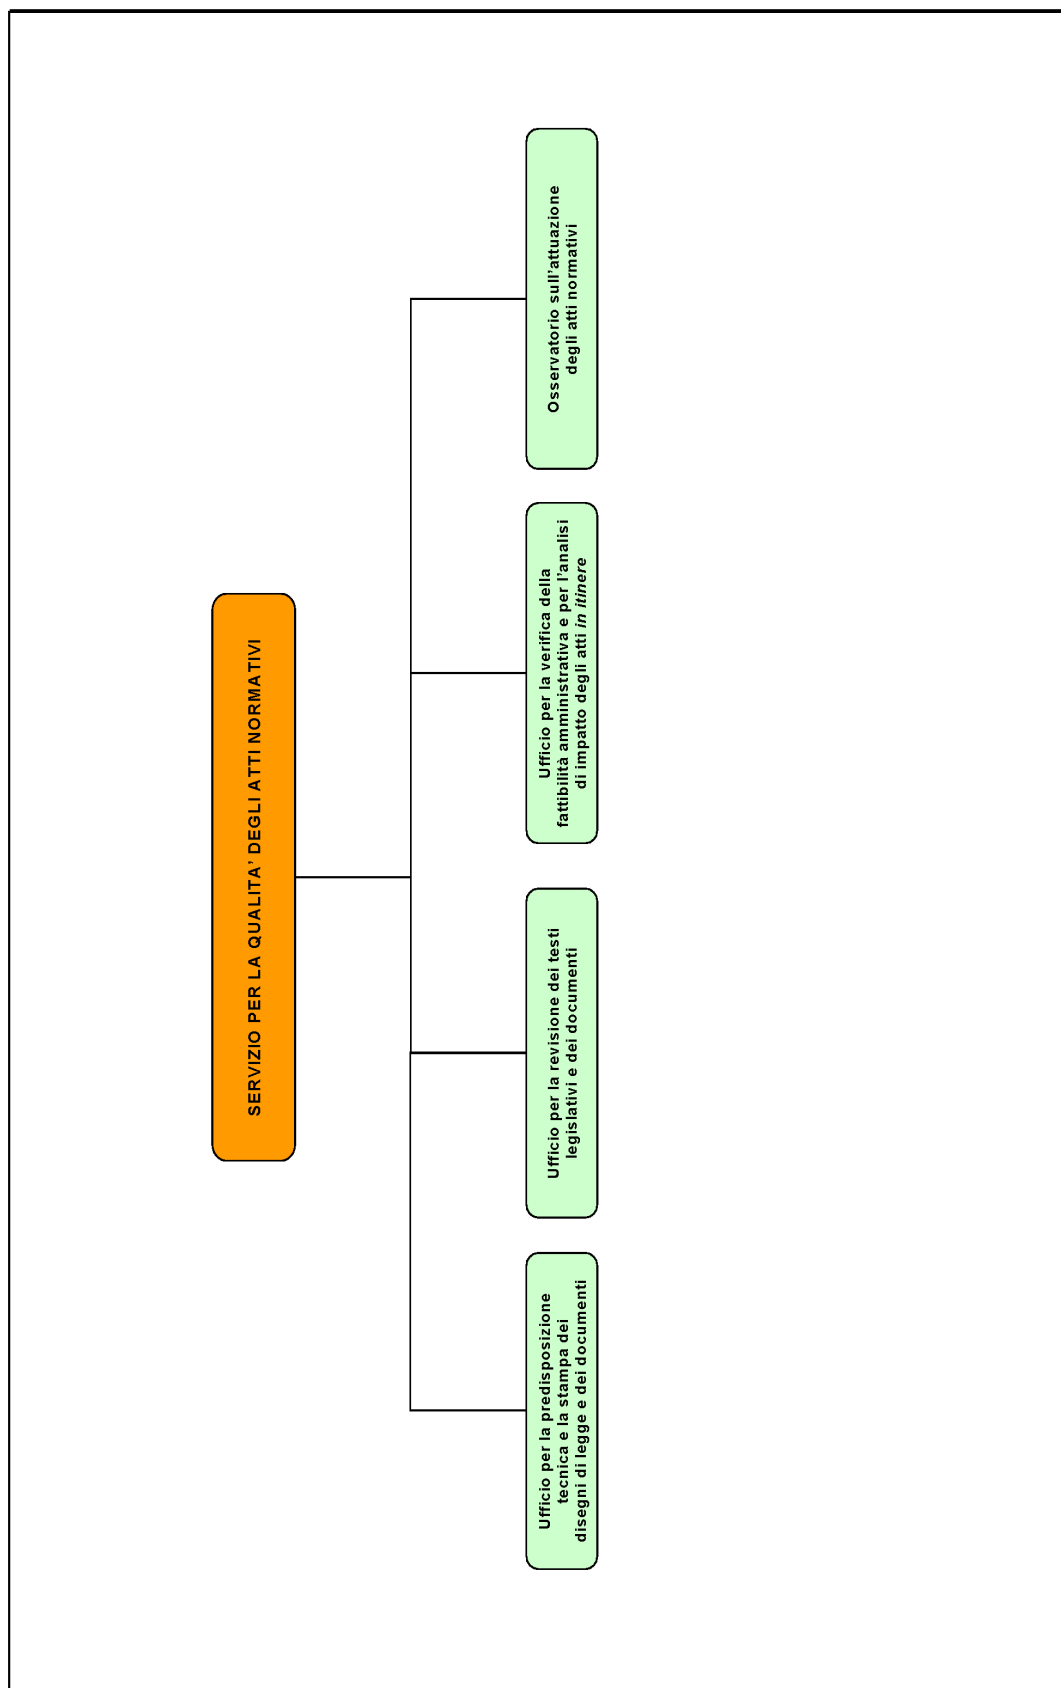 SERVIZIO PER LA QUALITA' DEGLI ATTI NORMATIVI
Ufficio per la predisposizione
tecnica e la stampa dei
disegni di legge e dei documenti
Ufficio per la revisione dei testi
legislativi e dei documenti
Ufficio per la verifica della
fattibilità amministrativa e per l'analisi
di impatto degli atti in itinere
Osservatorio sull'attuazione
degli atti normativi